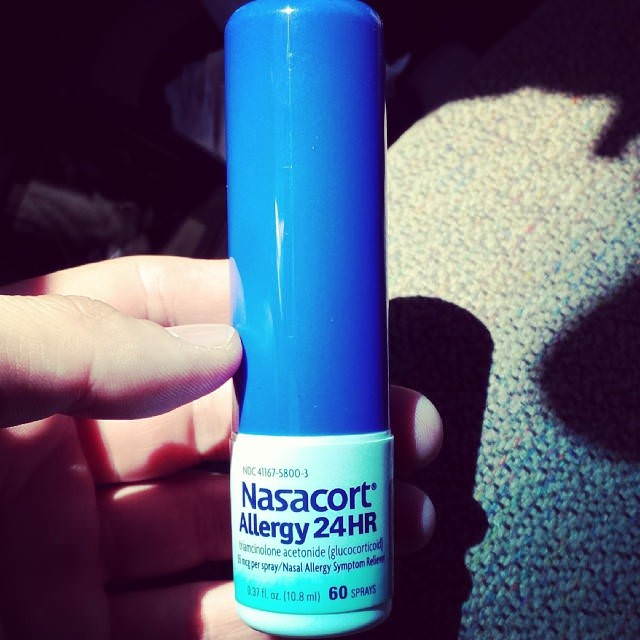 NDC 41167-5800-3
Nasacort®
Allergy 24HR
triamcinolone acetonide (glucocorticoid)
mcg per spray/Nasal Allergy Symptom Reliever
0.37 fl. oz. (10.8 ml) 60 SPRAYS